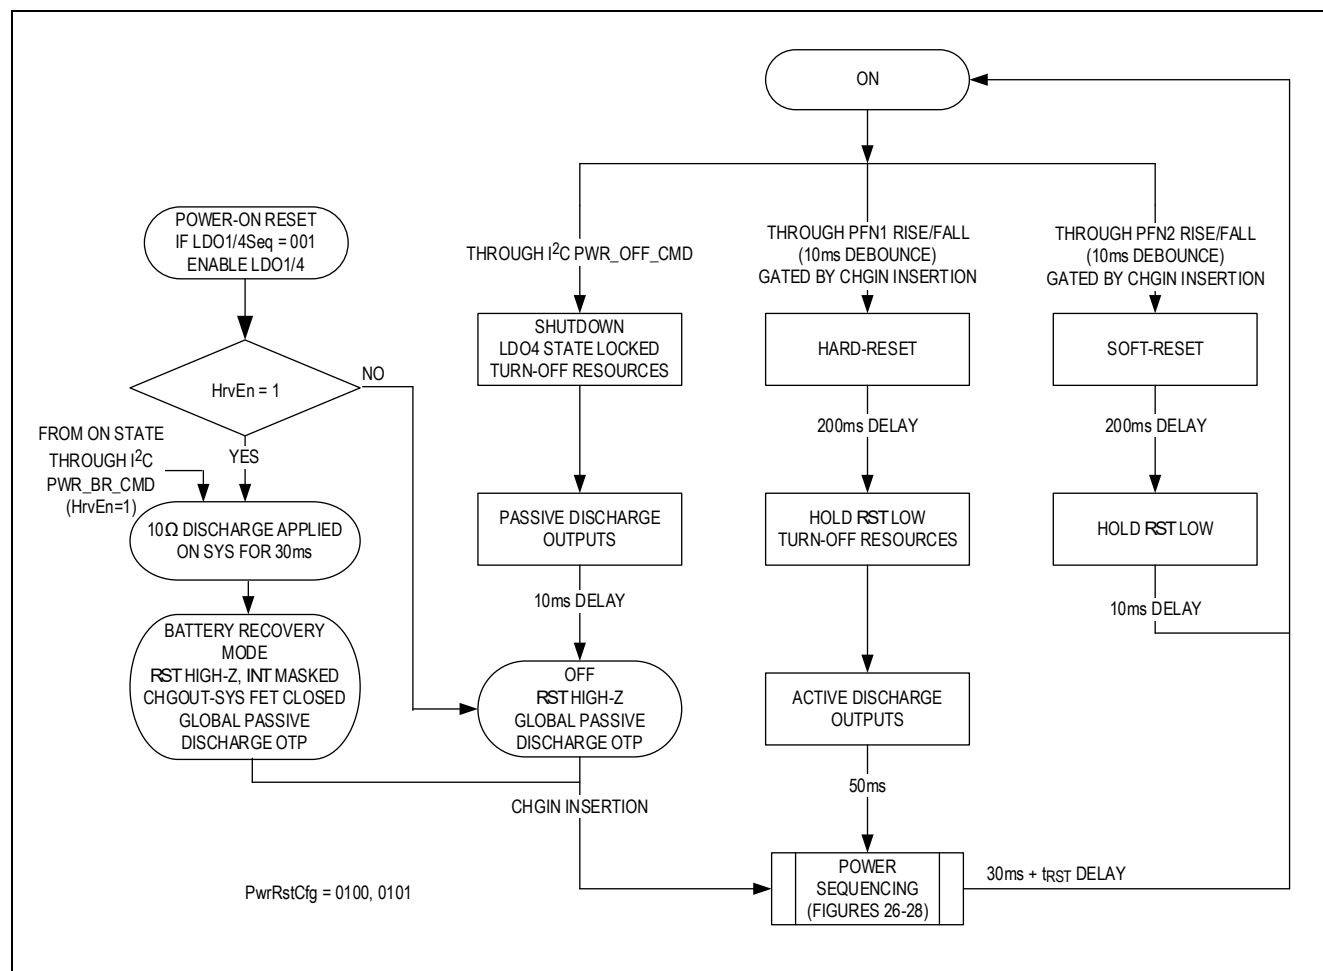 ON
POWER-ON RESET
IF LDO1/4Seq = 001
ENABLE LDO1/4
HrvEn = 1
NO
YES
FROM ON STATE
THROUGH I²C
PWR_BR_CMD
(HrvEn=1)
10Ω DISCHARGE APPLIED
ON SYS FOR 30ms
BATTERY RECOVERY
MODE
RST HIGH-Z, INT MASKED
CHGOUT-SYS FET CLOSED
GLOBAL PASSIVE
DISCHARGE OTP
THROUGH I²C PWR_OFF_CMD
SHUTDOWN
LDO4 STATE LOCKED
TURN-OFF RESOURCES
PASSIVE DISCHARGE
OUTPUTS
10ms DELAY
OFF
RST HIGH-Z
GLOBAL PASSIVE
DISCHARGE OTP
CHGIN INSERTION
THROUGH PFN1 RISE/FALL
(10ms DEBOUNCE)
GATED BY CHGIN INSERTION
HARD-RESET
200ms DELAY
HOLD RST LOW
TURN-OFF RESOURCES
ACTIVE DISCHARGE
OUTPUTS
50ms
POWER
SEQUENCING
(FIGURES 26-28)
30ms + tRST DELAY
THROUGH PFN2 RISE/FALL
(10ms DEBOUNCE)
GATED BY CHGIN INSERTION
SOFT-RESET
200ms DELAY
HOLD RST LOW
10ms DELAY
PwrRstCfg = 0100, 0101